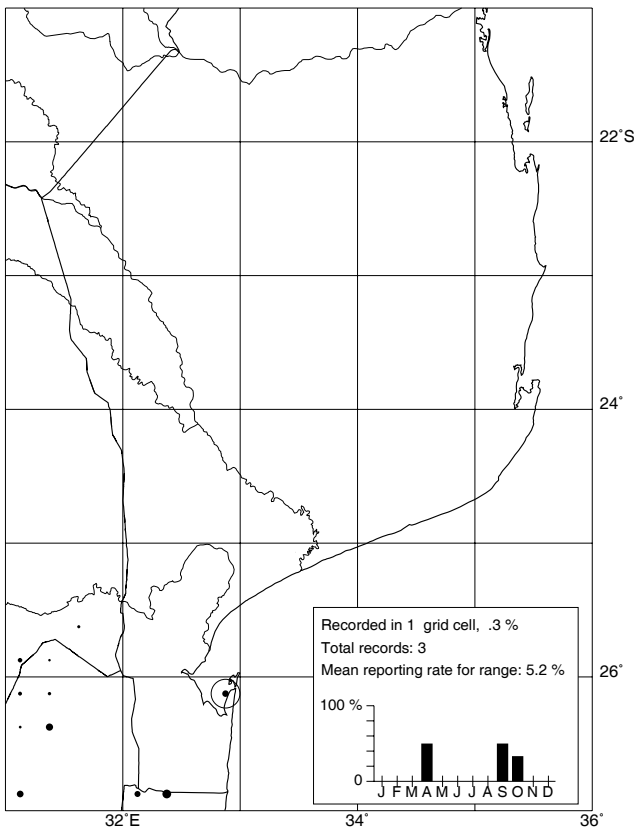 22˚S
24˚
Recorded in 1 grid cell, .3 %
Total records: 3
Mean reporting rate for range: 5.2 %
26˚
100 %
0
J F M A M J J A S O N D
32˚E
34˚
36˚